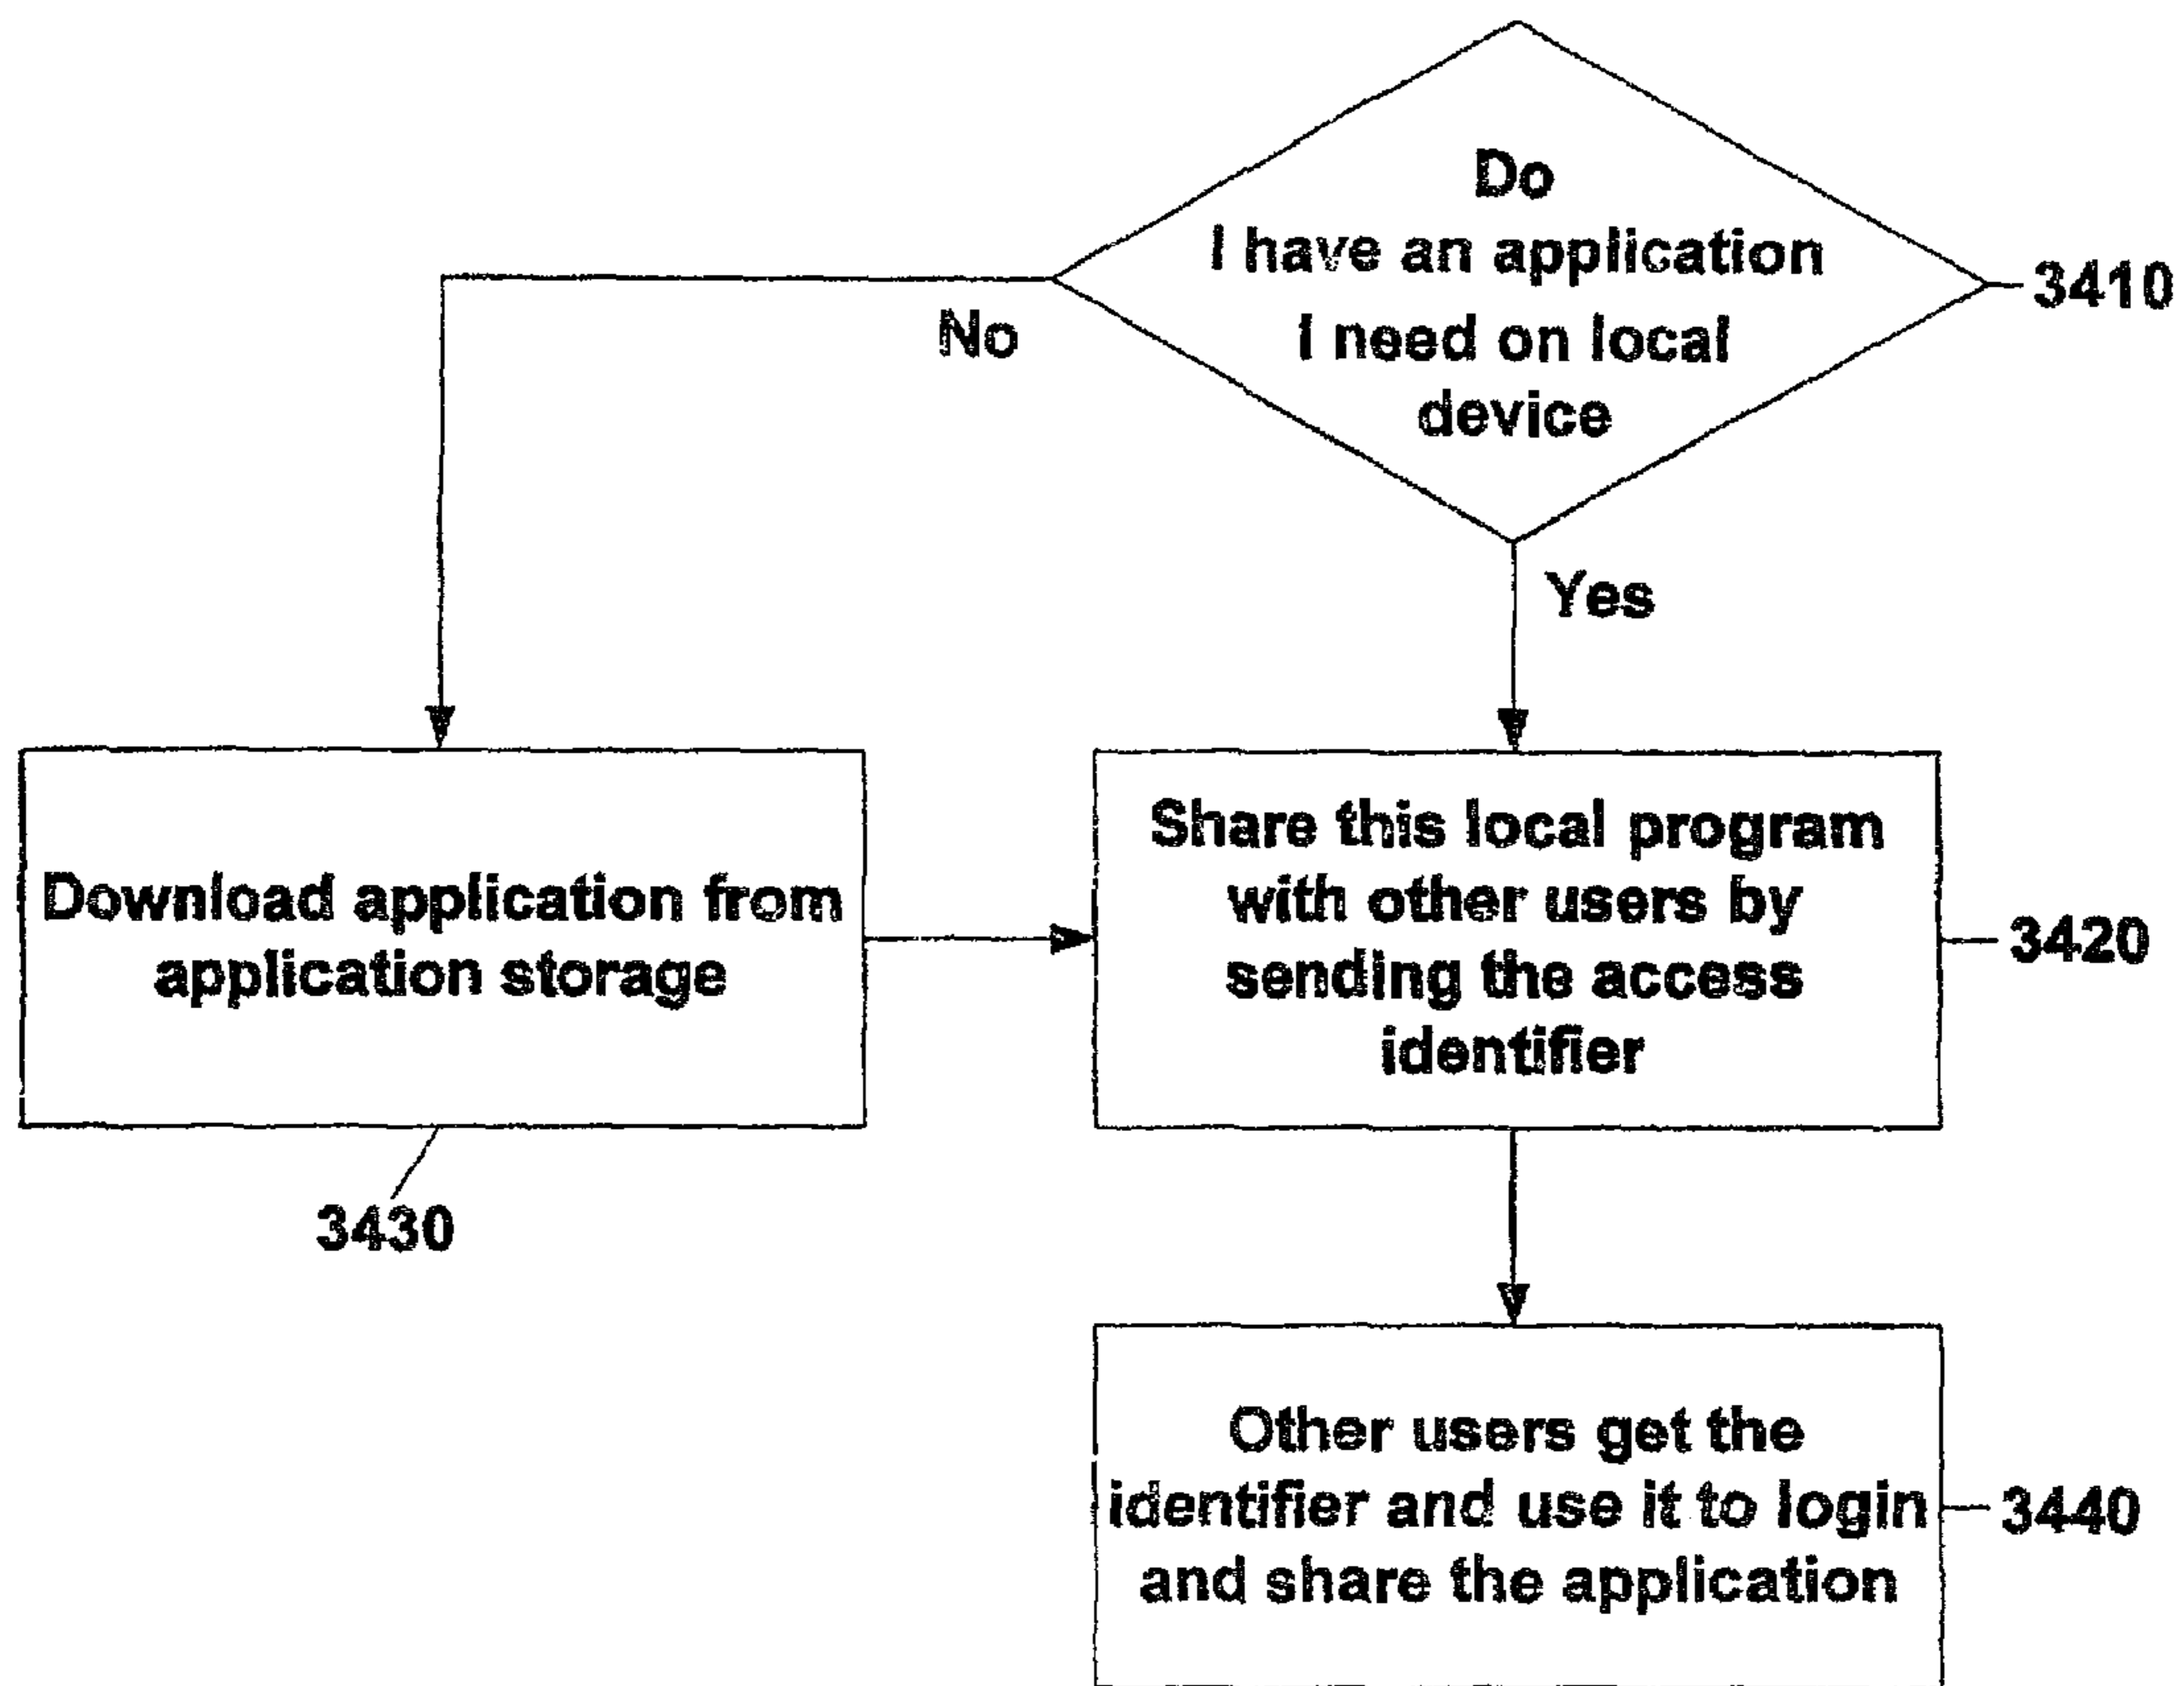 Do
I have an application
I need on local
device
3410
No
Yes
Download application from
application storage
3430
Share this local program
with other users by
sending the access
identifier
3420
Other users get the
identifier and use it to login
and share the application
3440